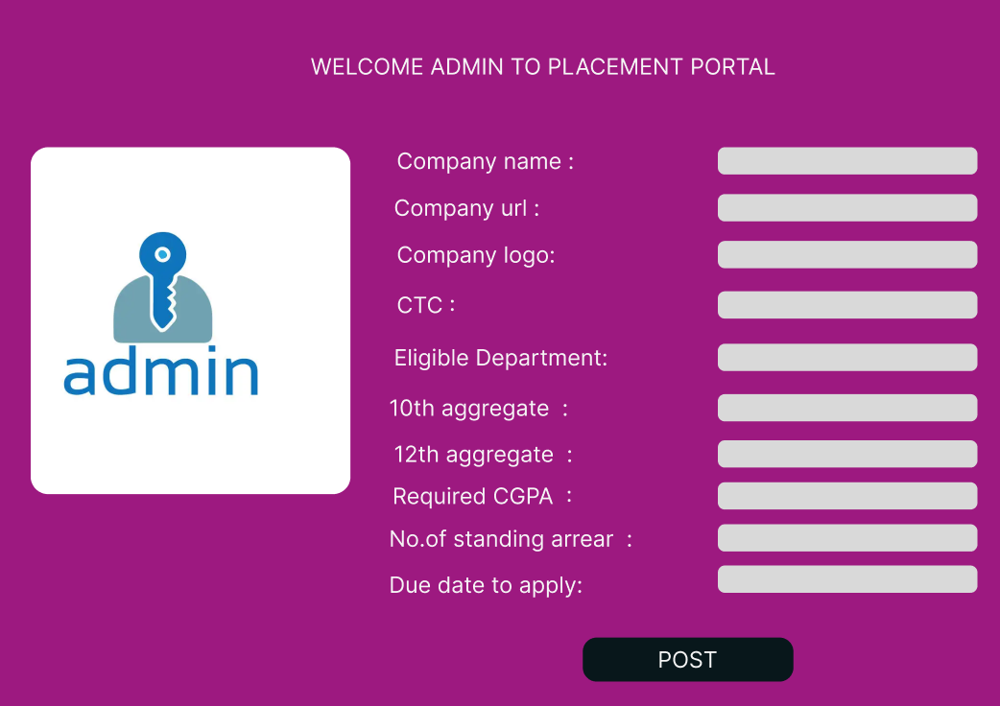 WELCOME ADMIN TO PLACEMENT PORTAL
admin
Company name :
Company url :
Company logo:
CTC :
Eligible Department:
10th aggregate  :
12th aggregate  :
Required CGPA  :
No.of standing arrear  :
Due date to apply:
POST